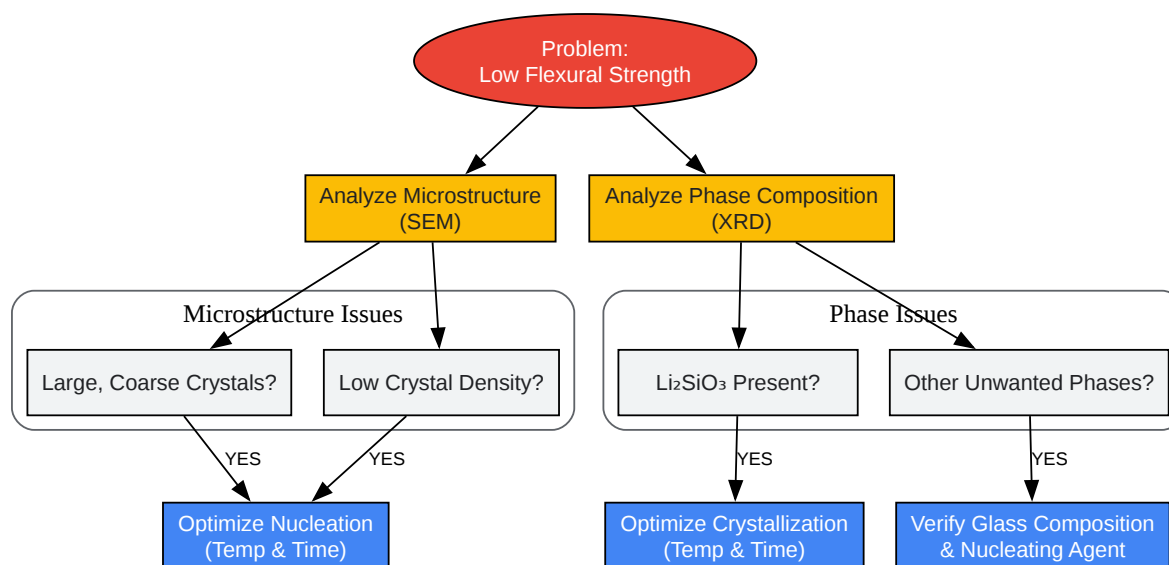 Problem:
Low Flexural Strength
Analyze Microstructure
(SEM)
Analyze Phase Composition
(XRD)
Microstructure Issues
Phase Issues
Large, Coarse Crystals?
Low Crystal Density?
Li₂SiO₃ Present?
Other Unwanted Phases?
YES
YES
YES
YES
Optimize Nucleation
(Temp & Time)
Optimize Crystallization
(Temp & Time)
Verify Glass Composition
& Nucleating Agent